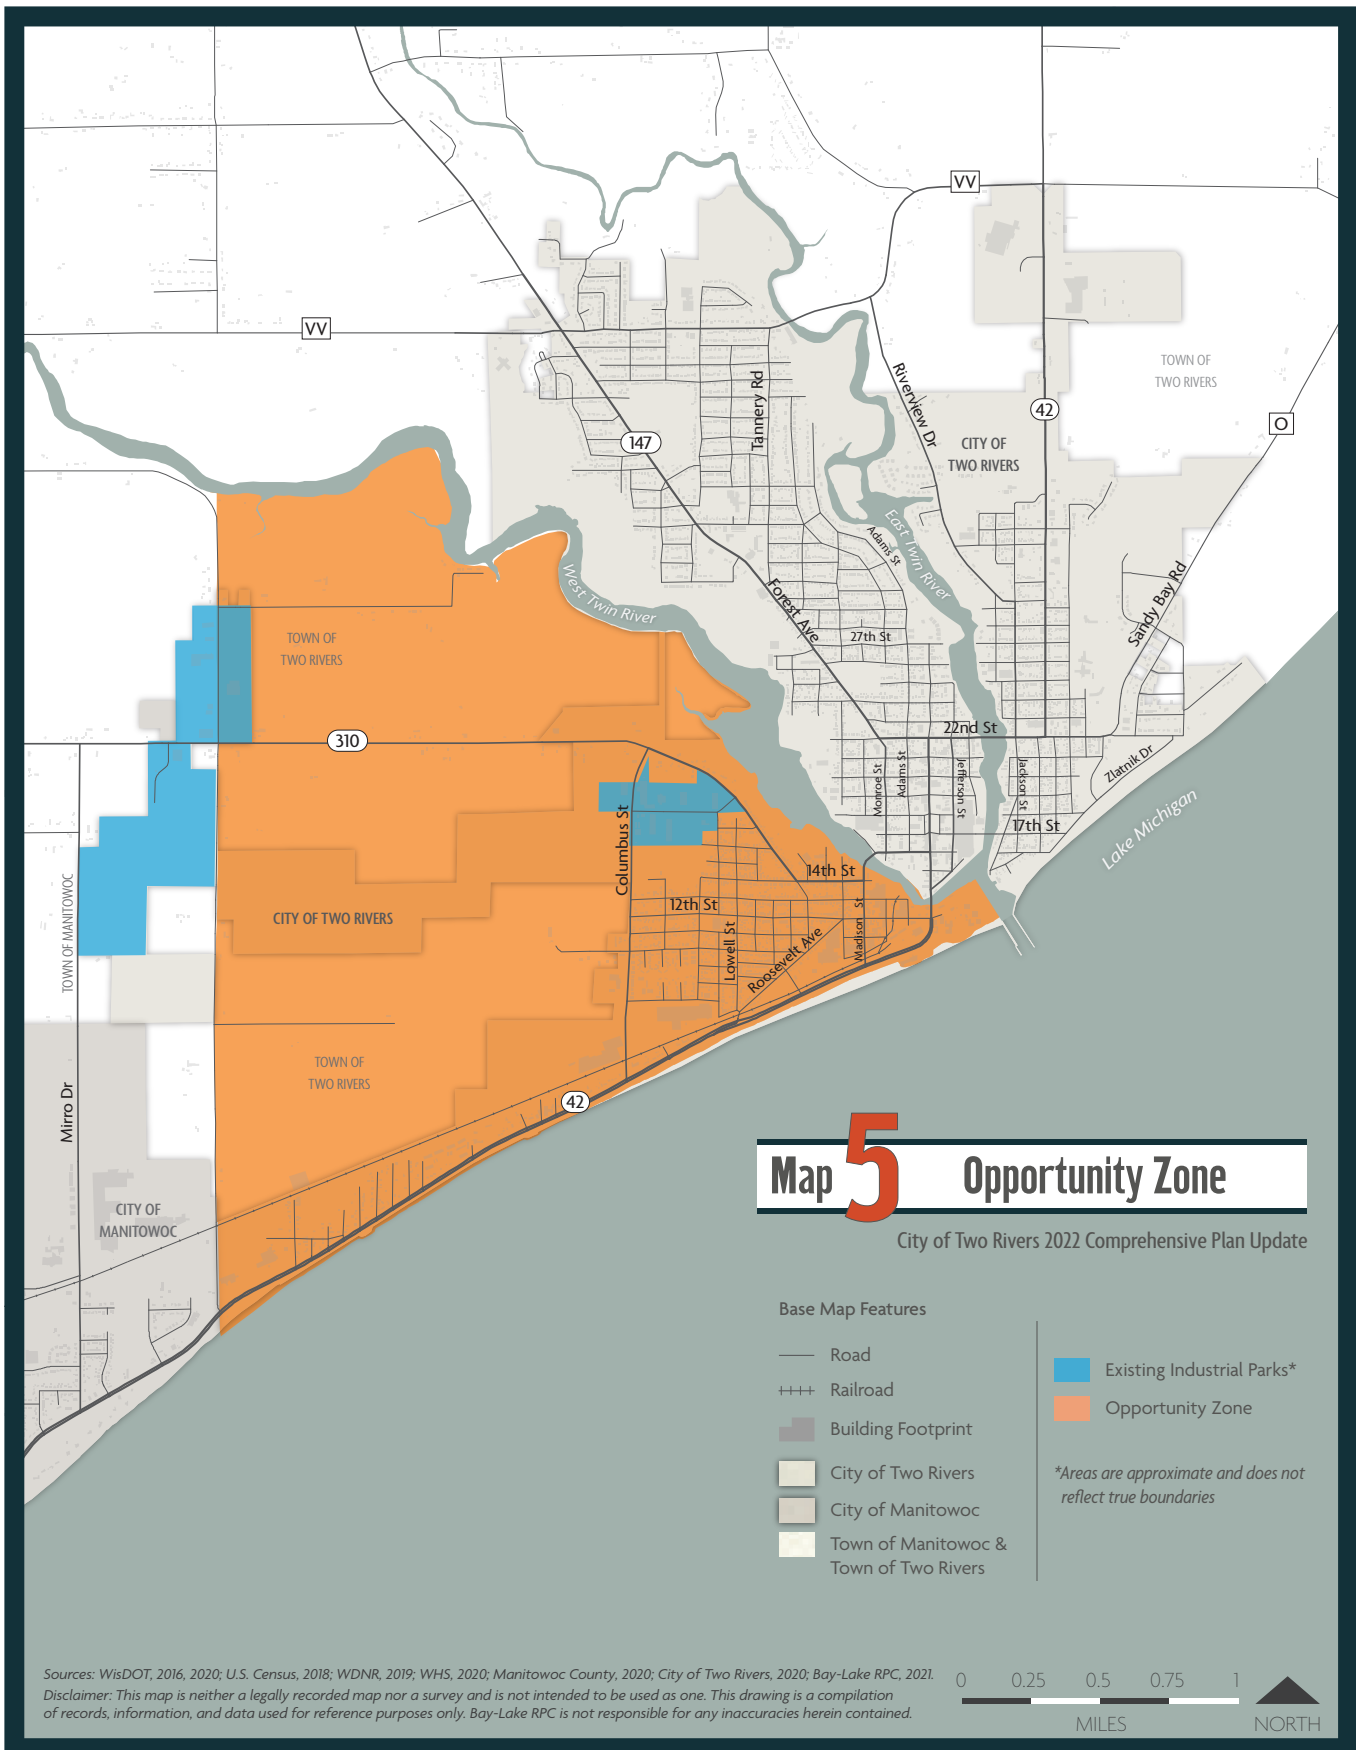 VV
VV
TOWN OF
TWO RIVERS
Riverview Dr
Tannery Rd
42
O
147
CITY OF
TWO RIVERS
East Twin River
Adams St
West Twin River
Forest Ave
Sandy Bay Rd
27th St
TOWN OF
TWO RIVERS
22nd St
310
Monroe St
Adams St
Jefferson St
Jackson St
Zlatnik Dr
Lake Michigan
17th St
Columbus St
14th St
12th St
CITY OF TWO RIVERS
Lowell St
Roosevelt Ave
Madison St
TOWN OF MANITOWOC
TOWN OF
TWO RIVERS
Mirro Dr
42
CITY OF
MANITOWOC
Map 5 Opportunity Zone
City of Two Rivers 2022 Comprehensive Plan Update
Base Map Features
Road
Railroad
Building Footprint
City of Two Rivers
City of Manitowoc
Town of Manitowoc &
Town of Two Rivers
Existing Industrial Parks*
Opportunity Zone
*Areas are approximate and does not
reflect true boundaries
Sources: WisDOT, 2016, 2020; U.S. Census, 2018; WDNR, 2019; WHS, 2020; Manitowoc County, 2020; City of Two Rivers, 2020; Bay-Lake RPC, 2021.
Disclaimer: This map is neither a legally recorded map nor a survey and is not intended to be used as one. This drawing is a compilation
of records, information, and data used for reference purposes only. Bay-Lake RPC is not responsible for any inaccuracies herein contained.
0 0.25 0.5 0.75 1
MILES
NORTH